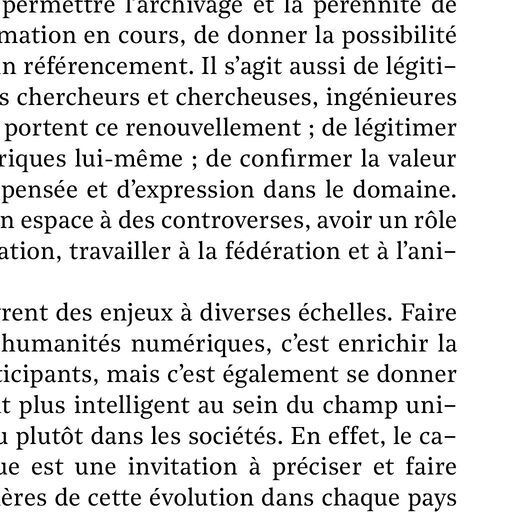 permettre l'archivage et la pérennité de
mation en cours, de donner la possibilité
n référencement. Il s'agit aussi de légiti–
s chercheurs et chercheuses, ingénieures
portent ce renouvellement ; de légitimer
riques lui-même ; de confirmer la valeur
pensée et d'expression dans le domaine.
n espace à des controverses, avoir un rôle
ation, travailler à la fédération et à l'ani–
rent des enjeux à diverses échelles. Faire
humanités numériques, c'est enrichir la
ticipants, mais c'est également se donner
t plus intelligent au sein du champ uni–
u plutôt dans les sociétés. En effet, le ca–
ue est une invitation à préciser et faire
ères de cette évolution dans chaque pays